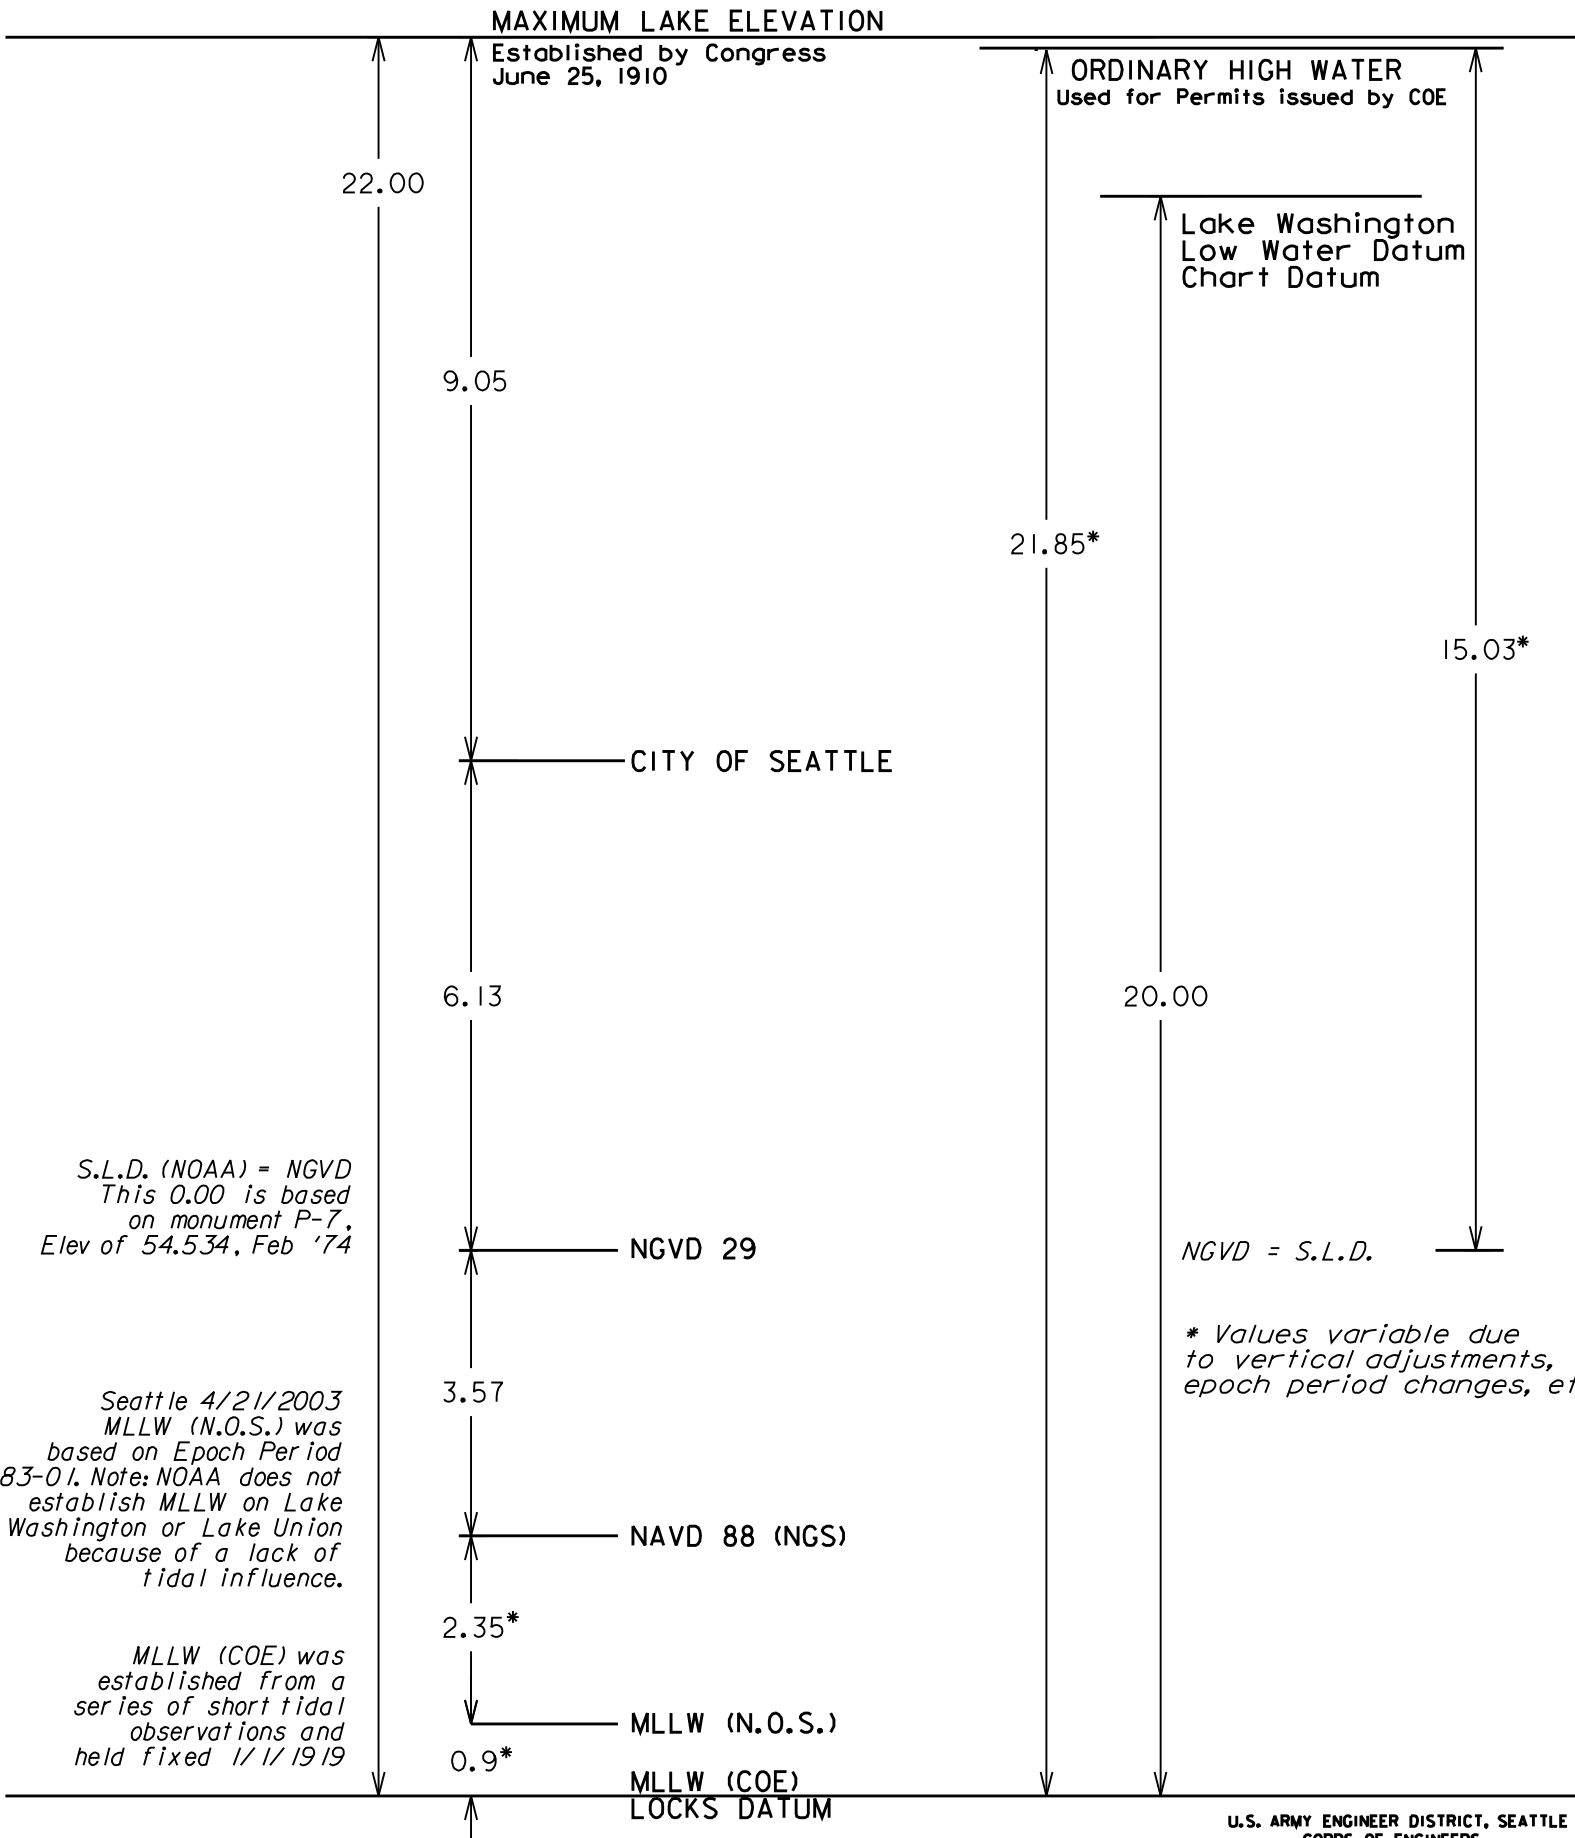 MAXIMUM LAKE ELEVATION
Established by Congress
June 25, 1910
ORDINARY HIGH WATER
Used for Permits issued by COE
22.00
Lake Washington
Low Water Datum
Chart Datum
9.05
21.85*
15.03*
CITY OF SEATTLE
6.13
20.00
S.L.D. (NOAA) = NGVD
This 0.00 is based
on monument P-7,
Elev of 54.534, Feb '74
NGVD 29
NGVD = S.L.D.
* Values variable due
to vertical adjustments,
epoch period changes, et
3.57
Seattle 4/21/2003
MLLW (N.O.S.) was
based on Epoch Period
83-01. Note: NOAA does not
establish MLLW on Lake
Washington or Lake Union
because of a lack of
tidal influence.
NAVD 88 (NGS)
2.35*
MLLW (COE) was
established from a
series of short tidal
observations and
held fixed 1/1/1919
MLLW (N.O.S.)
0.9*
MLLW (COE)
LOCKS DATUM
U.S. ARMY ENGINEER DISTRICT, SEATTLE
CORPS OF ENGINEERS